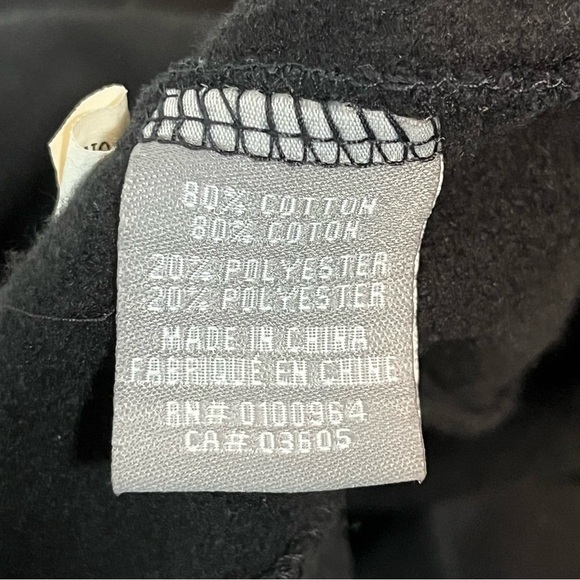 80% COTTON
80% COTON
20% POLYESTER
20% POLYESTER
MADE IN CHINA
FABRIQUÉ EN CHINE
RN# 0100964
CA# 03605